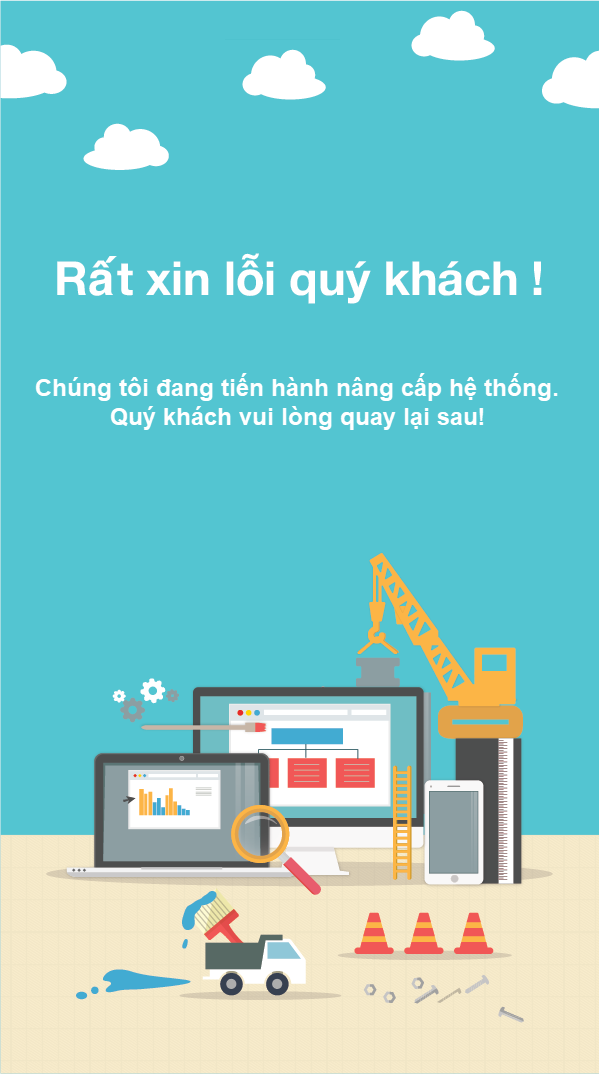 Rất xin lỗi quý khách !
Chúng tôi đang tiến hành nâng cấp hệ thống.
Quý khách vui lòng quay lại sau!